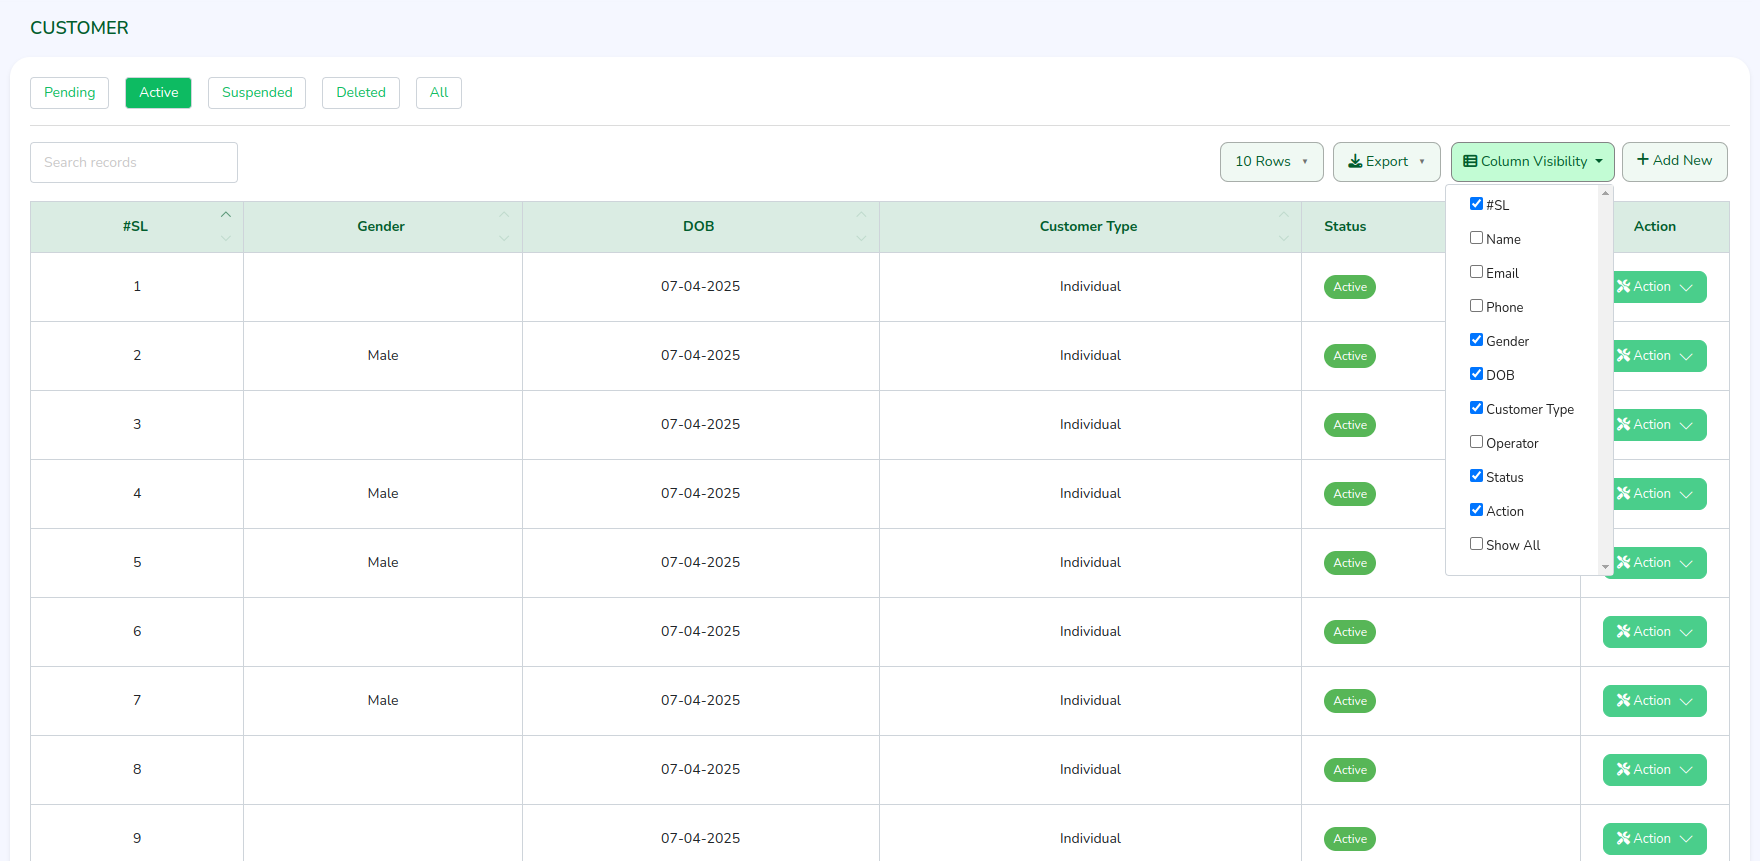 CUSTOMER
Pending Active Suspended Deleted All
Search records 10 Rows Export Column Visibility Add New
#SL Gender DOB Customer Type Status Action
1 07-04-2025 Individual Active Action
2 Male 07-04-2025 Individual Active Action
3 07-04-2025 Individual Active Action
4 Male 07-04-2025 Individual Active Action
5 Male 07-04-2025 Individual Active Action
6 07-04-2025 Individual Active Action
7 Male 07-04-2025 Individual Active Action
8 07-04-2025 Individual Active Action
9 07-04-2025 Individual Active Action
#SL
Name
Email
Phone
Gender
DOB
Customer Type
Operator
Status
Action
Show All